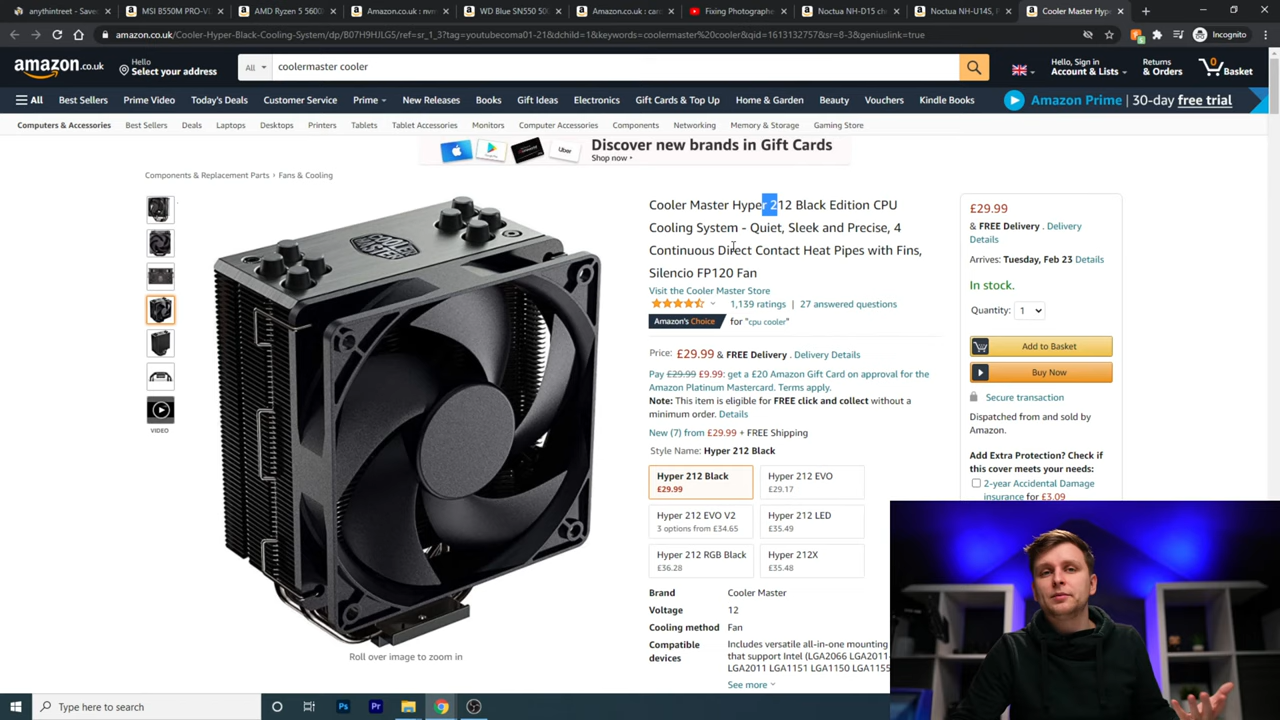 anythintree - Save
MSI B550M PRO-V
AMD Ryzen 5 560
Amazon.co.uk : nvm
WD Blue SN550 50
Amazon.co.uk : ca
Fixing Photographe
Noctua NH-D15 ch
Noctua NH-U14S, P
Cooler Master Hyp
amazon.co.uk/Cooler-Hyper-Black-Cooling-System/dp/B07H9HJLG5/ref=sr_1_3?tag=youtubecoma01-21&dchild=1&keywords=coolermaster%20cooler&qid=1613132757&sr=8-3&geniuslink=true
5
Incognito
amazon.co.uk
Hello
Select your address
All
coolermaster cooler
Hello, Sign in
Account & Lists
Returns
& Orders
0
Basket
All
Best Sellers
Prime Video
Today's Deals
Customer Service
Prime
New Releases
Books
Gift Ideas
Electronics
Gift Cards & Top Up
Home & Garden
Beauty
Vouchers
Kindle Books
Amazon Prime | 30-day free trial
Computers & Accessories
Best Sellers
Deals
Laptops
Desktops
Printers
Tablets
Tablet Accessories
Monitors
Computer Accessories
Components
Networking
Memory & Storage
Gaming Store
Uber
Discover new brands in Gift Cards
Shop now
Components & Replacement Parts › Fans & Cooling
VIDEO
COOLER MASTER
Roll over image to zoom in
Cooler Master Hyper 212 Black Edition CPU
Cooling System - Quiet, Sleek and Precise, 4
Continuous Direct Contact Heat Pipes with Fins,
Silencio FP120 Fan
Visit the Cooler Master Store
1,139 ratings | 27 answered questions
Amazon's Choice for "cpu cooler"
Price: £29.99 & FREE Delivery . Delivery Details
Pay £29.99 £9.99: get a £20 Amazon Gift Card on approval for the
Amazon Platinum Mastercard. Terms apply.
Note: This item is eligible for FREE click and collect without a
minimum order. Details
New (7) from £29.99 + FREE Shipping
Style Name: Hyper 212 Black
Hyper 212 Black
£29.99
Hyper 212 EVO
£29.17
Hyper 212 EVO V2
3 options from £34.65
Hyper 212 LED
£35.49
Hyper 212 RGB Black
£36.28
Hyper 212X
£35.48
Brand Cooler Master
Voltage 12
Cooling method Fan
Compatible devices
Includes versatile all-in-one mounting
that support Intel (LGA2066 LGA2011-
LGA2011 LGA1151 LGA1150 LGA1155
See more
£29.99
& FREE Delivery . Delivery
Details
Arrives: Tuesday, Feb 23 Details
In stock.
Quantity: 1
Add to Basket
Buy Now
Secure transaction
Dispatched from and sold by
Amazon.
Add Extra Protection? Check if
this cover meets your needs:
2-year Accidental Damage
insurance for £3.09
Type here to search
Ps
Pr